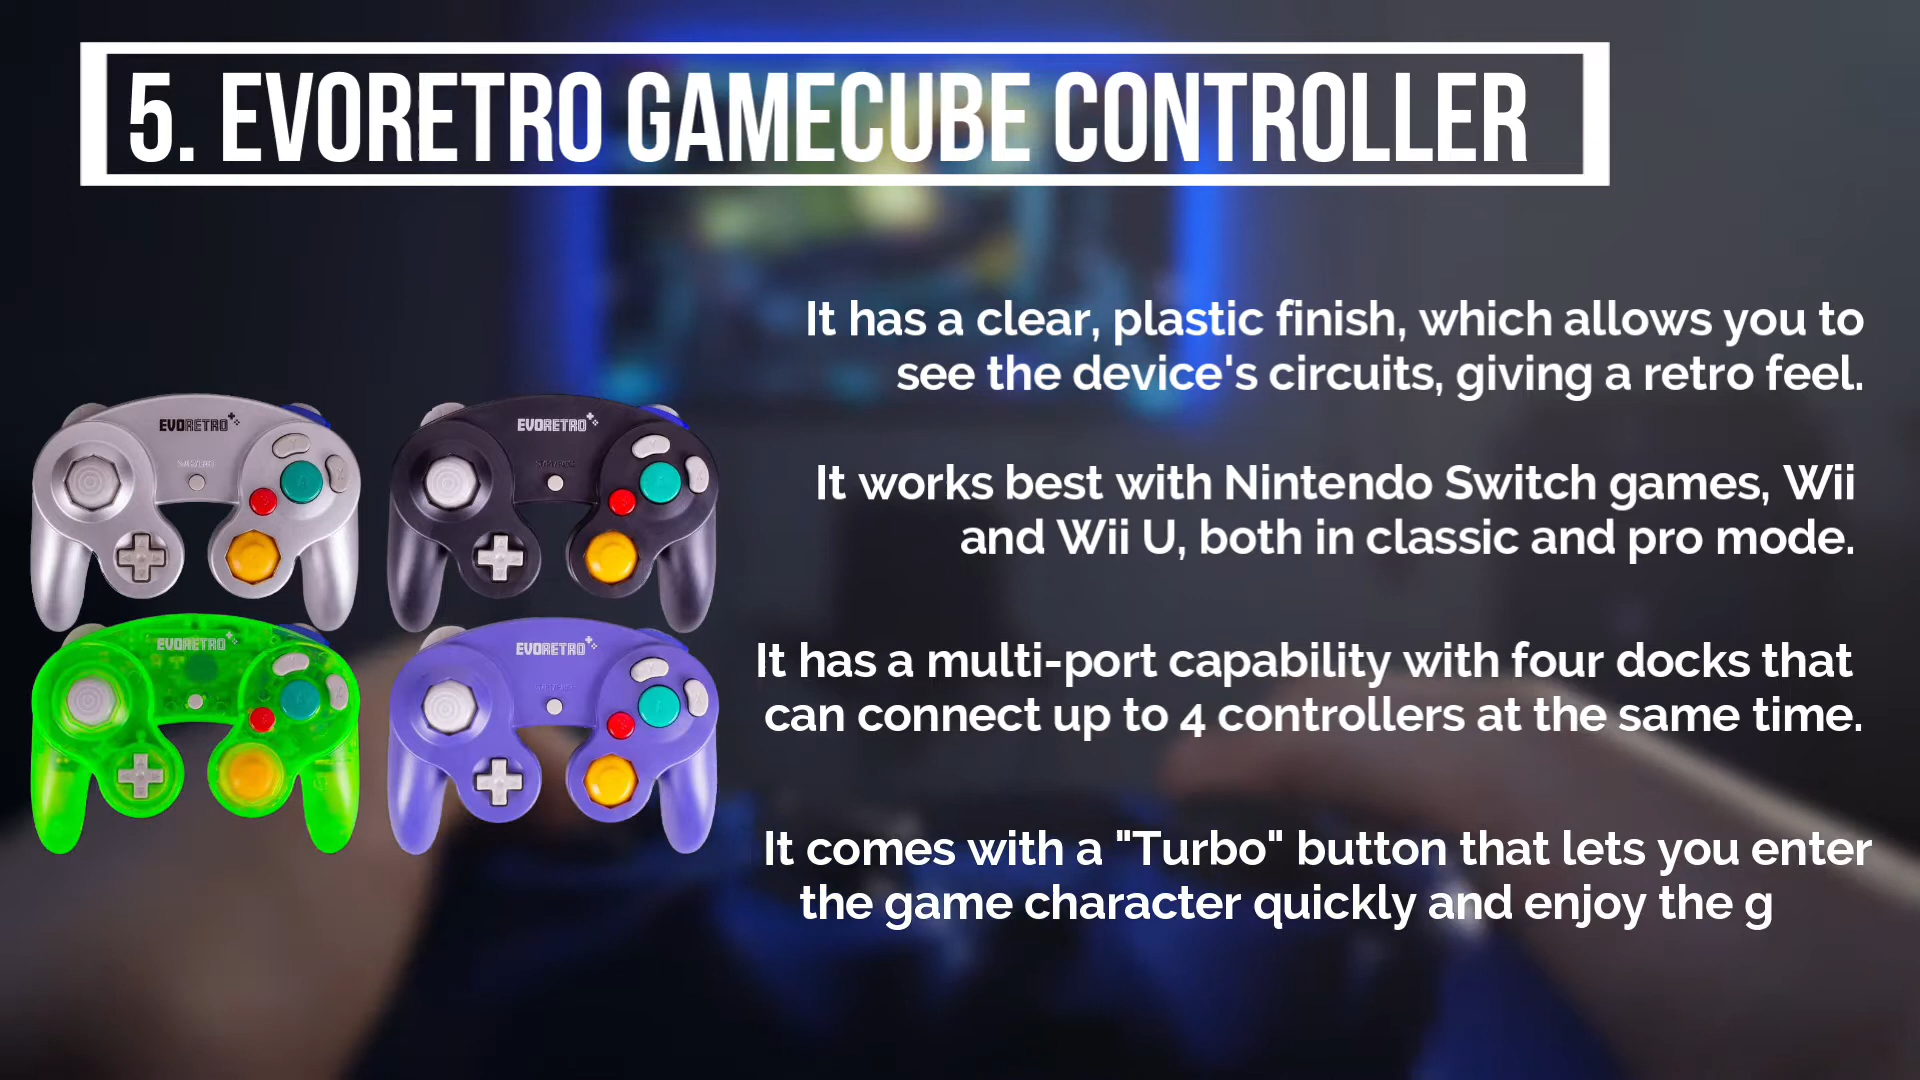 5. EVORETRO GAMECUBE CONTROLLER
It has a clear, plastic finish, which allows you to
see the device's circuits, giving a retro feel.
It works best with Nintendo Switch games, Wii
and Wii U, both in classic and pro mode.
It has a multi-port capability with four docks that
can connect up to 4 controllers at the same time.
It comes with a "Turbo" button that lets you enter
the game character quickly and enjoy the g
EVORETRO
EVORETRO
EVORETRO
EVORETRO